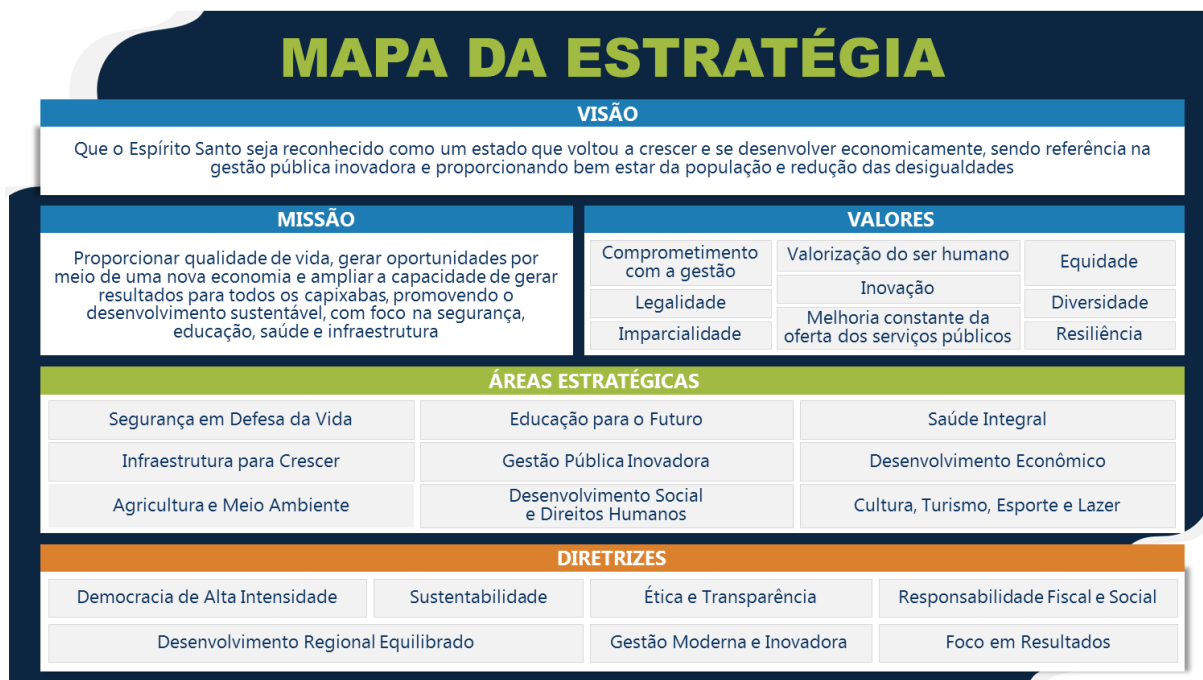 MAPA DA ESTRATÉGIA
VISÃO
Que o Espírito Santo seja reconhecido como um estado que voltou a crescer e se desenvolver economicamente, sendo referência na
gestão pública inovadora e proporcionando bem estar da população e redução das desigualdades
MISSÃO
Proporcionar qualidade de vida, gerar oportunidades por
meio de uma nova economia e ampliar a capacidade de gerar
resultados para todos os capixabas, promovendo o
desenvolvimento sustentável, com foco na segurança,
educação, saúde e infraestrutura
VALORES
Comprometimento
com a gestão
Legalidade
Imparcialidade
Valorização do ser humano
Inovação
Melhoria constante da
oferta dos serviços públicos
Equidade
Diversidade
Resiliência
ÁREAS ESTRATÉGICAS
Segurança em Defesa da Vida
Educação para o Futuro
Saúde Integral
Infraestrutura para Crescer
Gestão Pública Inovadora
Desenvolvimento Econômico
Agricultura e Meio Ambiente
Desenvolvimento Social
e Direitos Humanos
Cultura, Turismo, Esporte e Lazer
DIRETRIZES
Democracia de Alta Intensidade
Sustentabilidade
Ética e Transparência
Responsabilidade Fiscal e Social
Desenvolvimento Regional Equilibrado
Gestão Moderna e Inovadora
Foco em Resultados